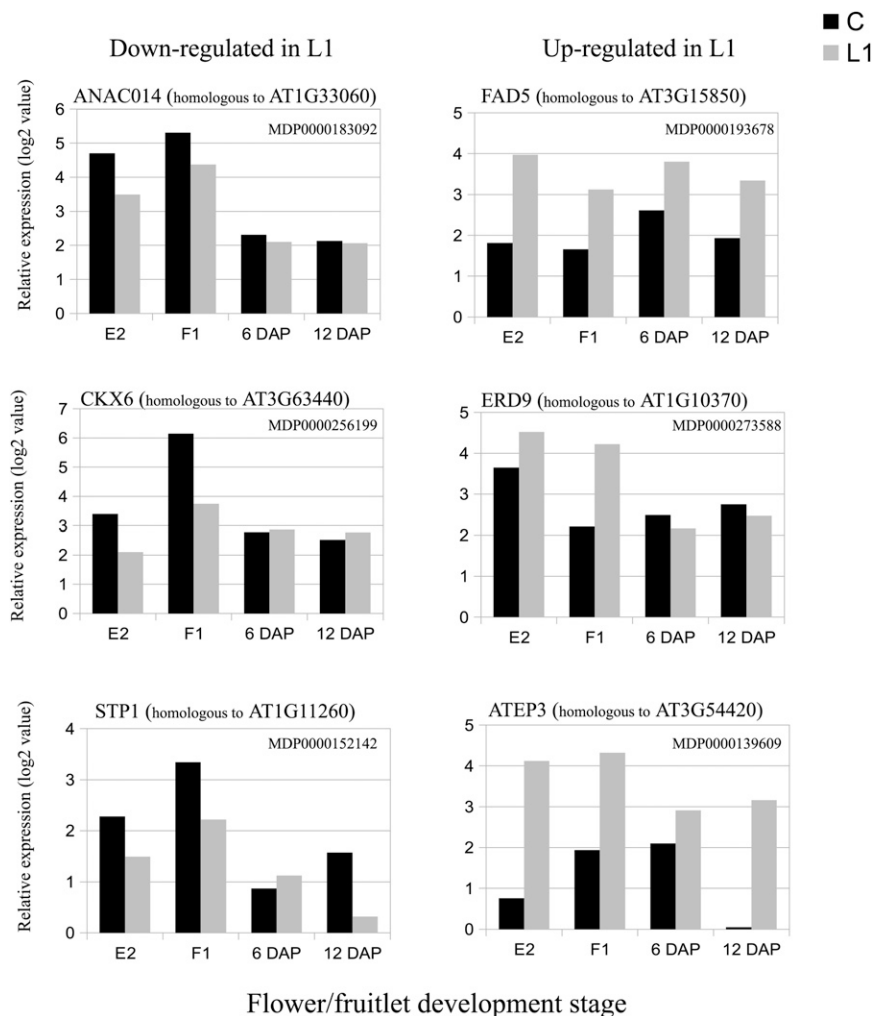 C
L1
Down-regulated in L1
Up-regulated in L1
ANAC014 (homologous to AT1G33060)
MDP0000183092
Relative expression (log2 value)
6
5
4
3
2
1
0
E2 F1 6 DAP 12 DAP
FAD5 (homologous to AT3G15850)
MDP0000193678
5
4
3
2
1
0
E2 F1 6 DAP 12 DAP
CKX6 (homologous to AT3G63440)
MDP0000256199
Relative expression (log2 value)
7
6
5
4
3
2
1
0
E2 F1 6 DAP 12 DAP
ERD9 (homologous to AT1G10370)
MDP0000273588
5
4
3
2
1
0
E2 F1 6 DAP 12 DAP
STP1 (homologous to AT1G11260)
MDP0000152142
Relative expression (log2 value)
4
3
2
1
0
E2 F1 6 DAP 12 DAP
ATEP3 (homologous to AT3G54420)
MDP0000139609
5
4
3
2
1
0
E2 F1 6 DAP 12 DAP
Flower/fruitlet development stage